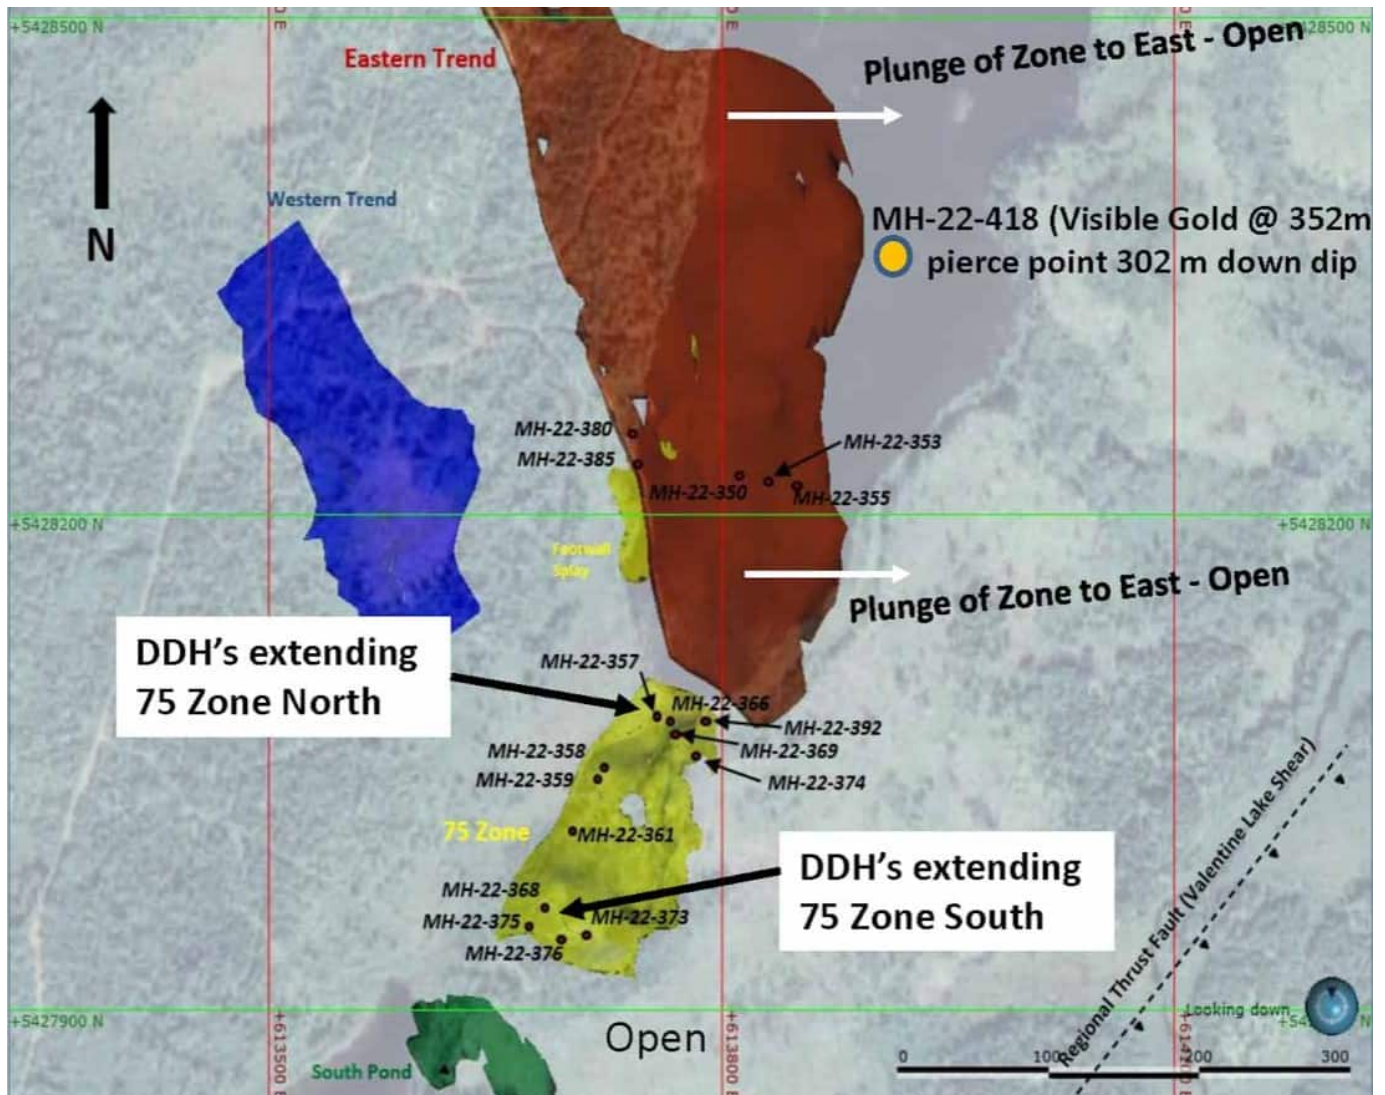 +5428500 N
E
E
E
5428500 N
Eastern Trend
Plunge of Zone to East - Open
N
Western Trend
MH-22-418 (Visible Gold @ 352m
pierce point 302 m down dip
MH-22-380
MH-22-385
MH-22-353
MH-22-350
MH-22-355
+5428200 N
+5428200 N
Footwall
Splay
Plunge of Zone to East - Open
DDH's extending
75 Zone North
MH-22-357
MH-22-366
MH-22-392
MH-22-369
MH-22-374
MH-22-358
MH-22-359
75 Zone
MH-22-361
DDH's extending
75 Zone South
MH-22-368
MH-22-375
MH-22-373
MH-22-376
Regional Thrust Fault (Valentine Lake Shear)
Looking down
+5427900 N
N
+613500 E
+613800 E
Open
South Pond
0 100 200 300